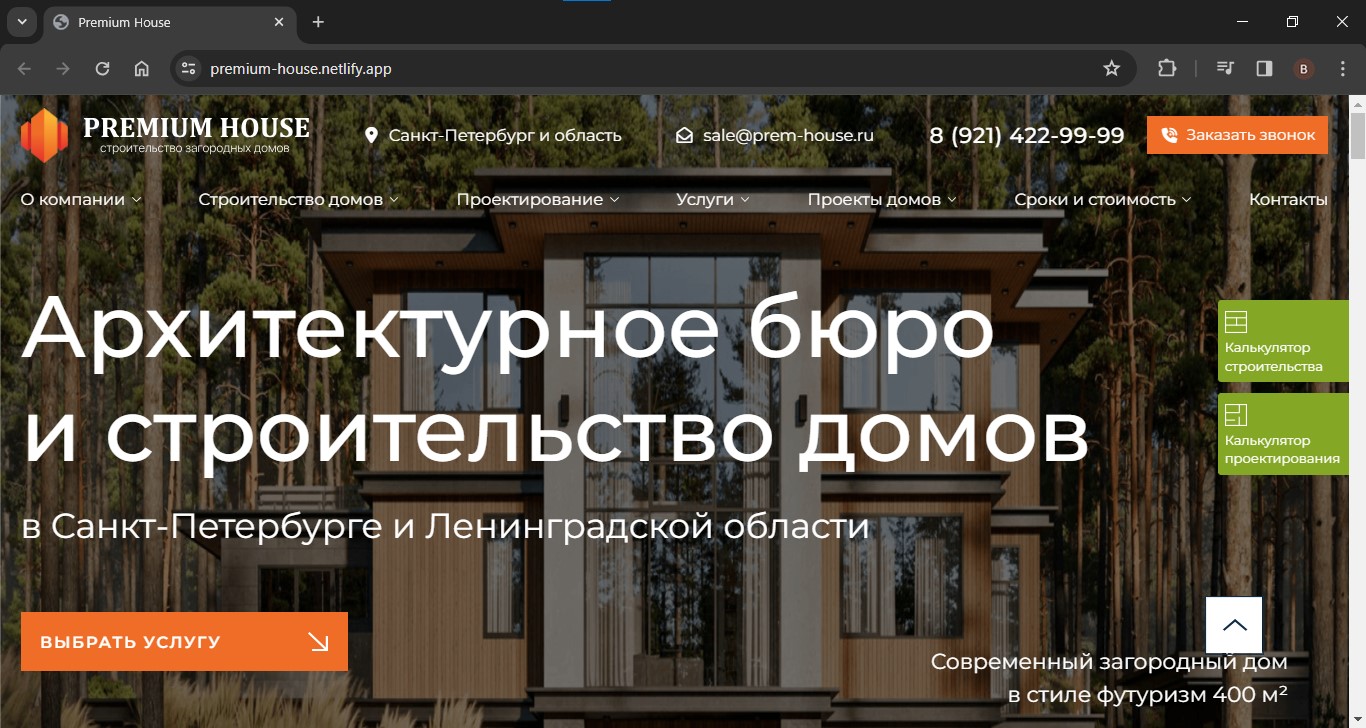 Premium House
premium-house.netlify.app
B
PREMIUM HOUSE
строительство загородных домов
Санкт-Петербург и область
sale@prem-house.ru
8 (921) 422-99-99
Заказать звонок
О компании
Строительство домов
Проектирование
Услуги
Проекты домов
Сроки и стоимость
Контакты
Архитектурное бюро
и строительство домов
в Санкт-Петербурге и Ленинградской области
Калькулятор
строительства
Калькулятор
проектирования
ВЫБРАТЬ УСЛУГУ
Современный загородный дом
в стиле футуризм 400 м²